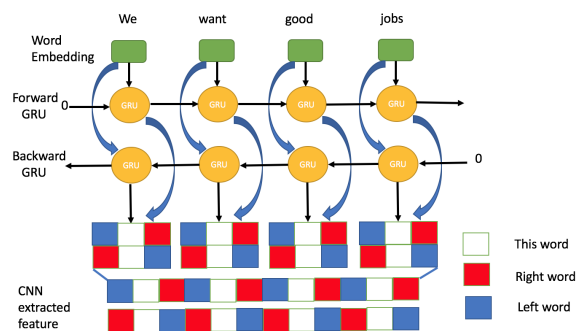 We want good jobs
Word
Embedding
Forward
GRU
0
GRU GRU GRU GRU
Backward
GRU
GRU GRU GRU GRU
0
This word
Right word
Left word
CNN
extracted
feature